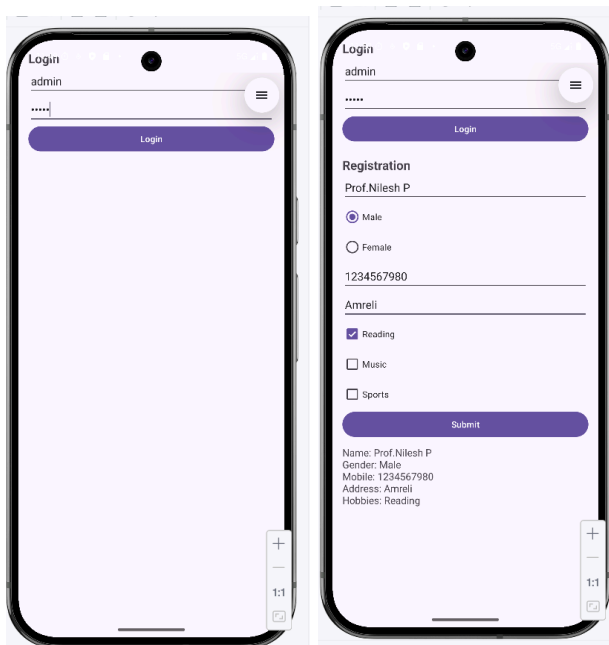 Login
admin
•••••
Login
1:1
Login
admin
•••••
Login
Registration
Prof.Nilesh P
Male
Female
1234567980
Amreli
Reading
Music
Sports
Submit
Name: Prof.Nilesh P
Gender: Male
Mobile: 1234567980
Address: Amreli
Hobbies: Reading
1:1